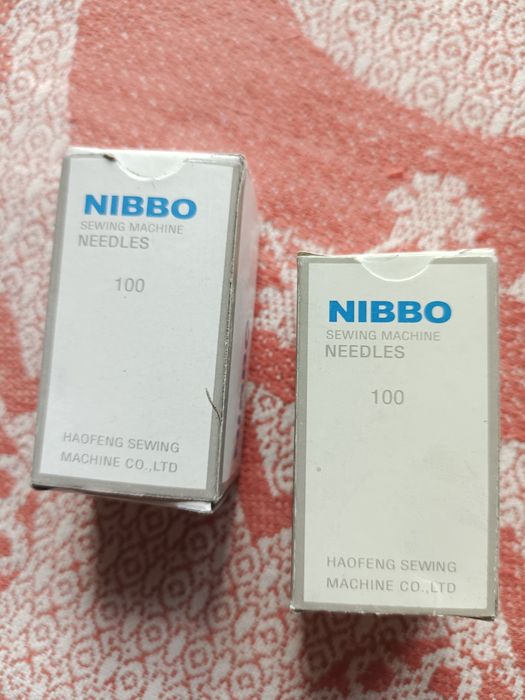 NIBBO
SEWING MACHINE
NEEDLES
100
HAOFENG SEWING
MACHINE CO.,LTD
NIBBO
SEWING MACHINE
NEEDLES
100
HAOFENG SEWING
MACHINE CO.,LTD